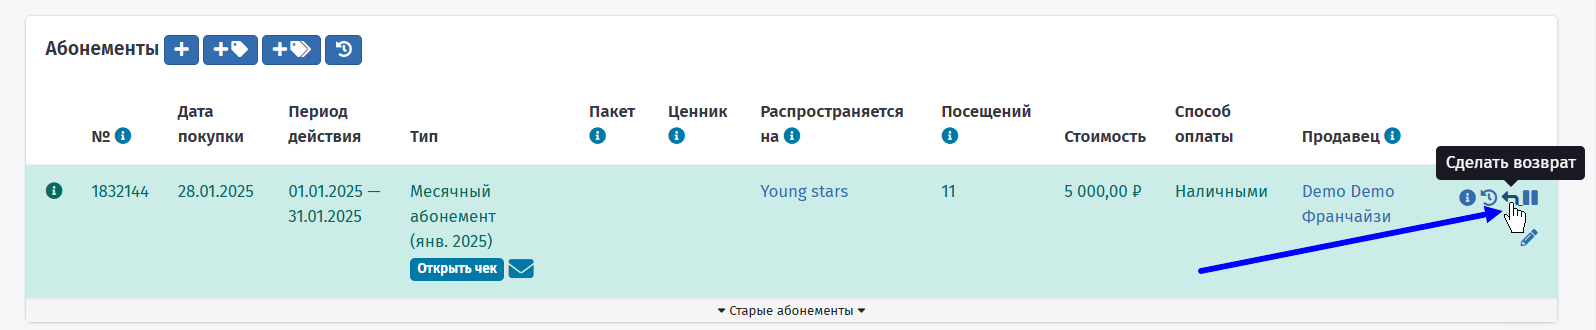 Абонементы
№
Дата
покупки
Период
действия
Тип
Пакет
Ценник
Распространяется
на
Посещений
Стоимость
Способ
оплаты
Продавец
Сделать возврат
1832144
28.01.2025
01.01.2025 —
31.01.2025
Месячный
абонемент
(янв. 2025)
Открыть чек
Young stars
11
5 000,00 ₽
Наличными
Demo Demo
Франчайзи
Старые абонементы